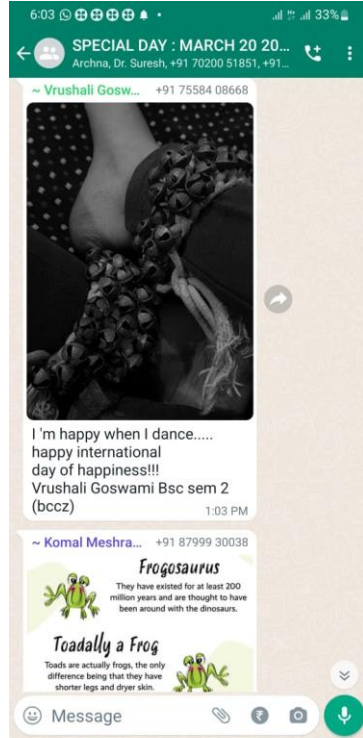 6:03
33%
SPECIAL DAY : MARCH 20 20...
Archna, Dr. Suresh, +91 70200 51851, +91...
~ Vrushali Gosw... +91 75584 08668
I 'm happy when I dance.....
happy international
day of happiness!!!
Vrushali Goswami Bsc sem 2
(bccz)
1:03 PM
~ Komal Meshra... +91 87999 30038
Frogosaurus
They have existed for at least 200
million years and are thought to have
been around with the dinosaurs.
Toadally a Frog
Toads are actually frogs, the only
difference being that they have
shorter legs and dryer skin.
Message